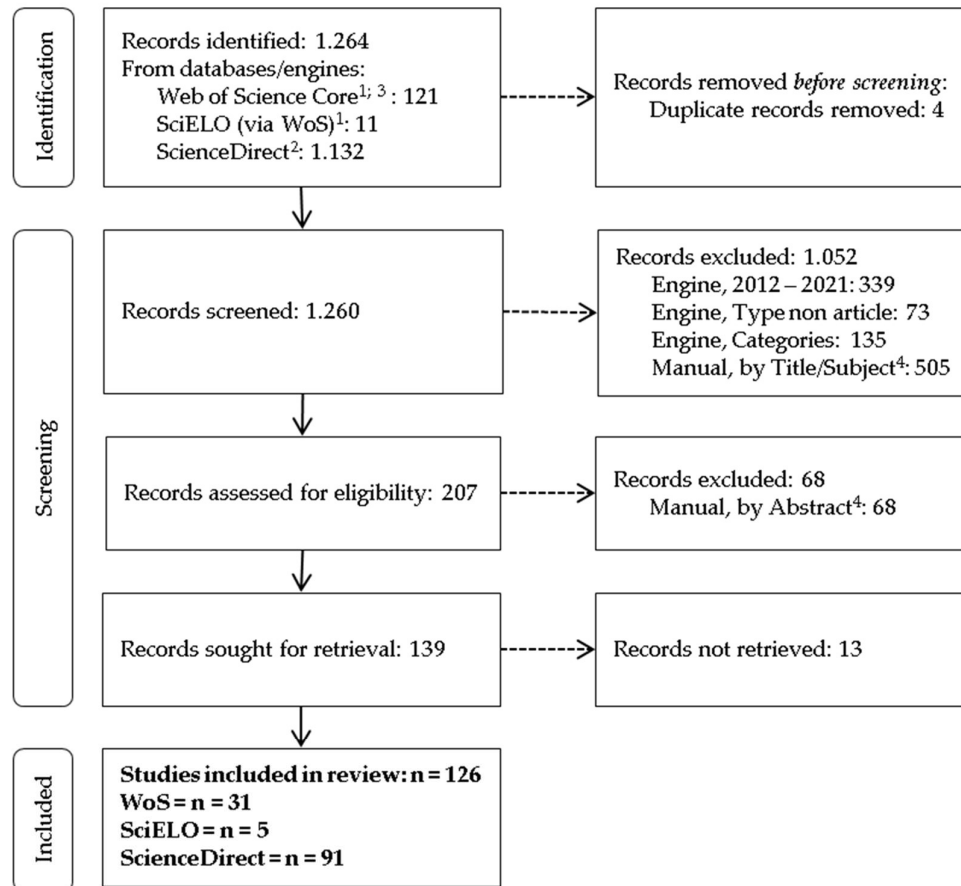 Identification
Records identified: 1.264
From databases/engines:
Web of Science Core1; 3 : 121
SciELO (via WoS)1: 11
ScienceDirect2: 1.132
Records removed before screening:
Duplicate records removed: 4
Screening
Records screened: 1.260
Records excluded: 1.052
Engine, 2012 – 2021: 339
Engine, Type non article: 73
Engine, Categories: 135
Manual, by Title/Subject4: 505
Records assessed for eligibility: 207
Records excluded: 68
Manual, by Abstract4: 68
Records sought for retrieval: 139
Records not retrieved: 13
Included
Studies included in review: n = 126
WoS = n = 31
SciELO = n = 5
ScienceDirect = n = 91